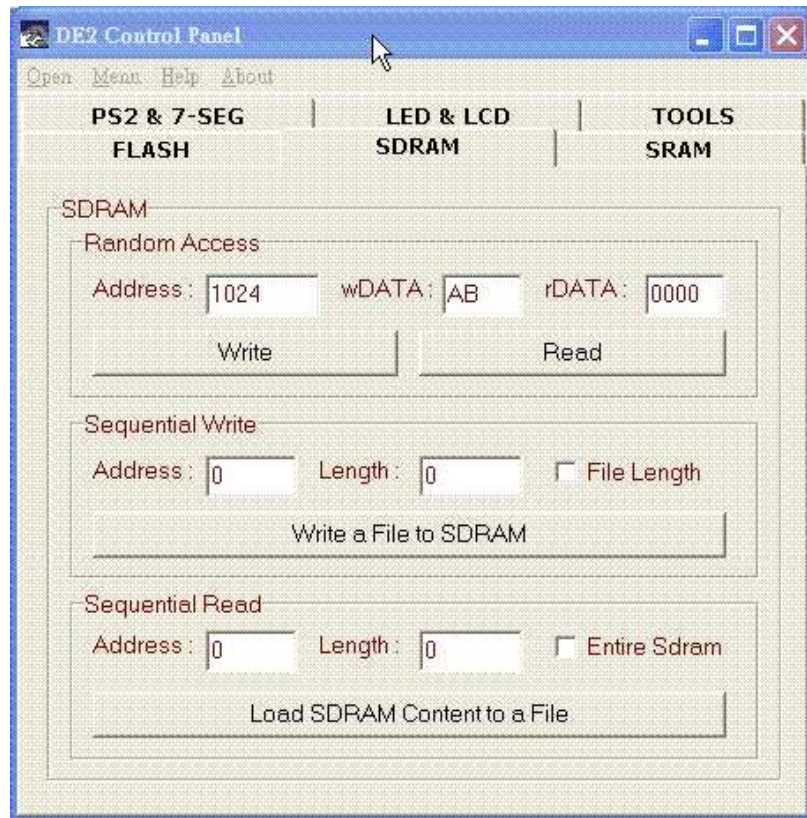 DE2 Control Panel
Open Menu Help About
PS2 & 7-SEG LED & LCD TOOLS
FLASH SDRAM SRAM
SDRAM
Random Access
Address : 1024 wDATA : AB rDATA : 0000
Write Read
Sequential Write
Address : 0 Length : 0 File Length
Write a File to SDRAM
Sequential Read
Address : 0 Length : 0 Entire Sdram
Load SDRAM Content to a File